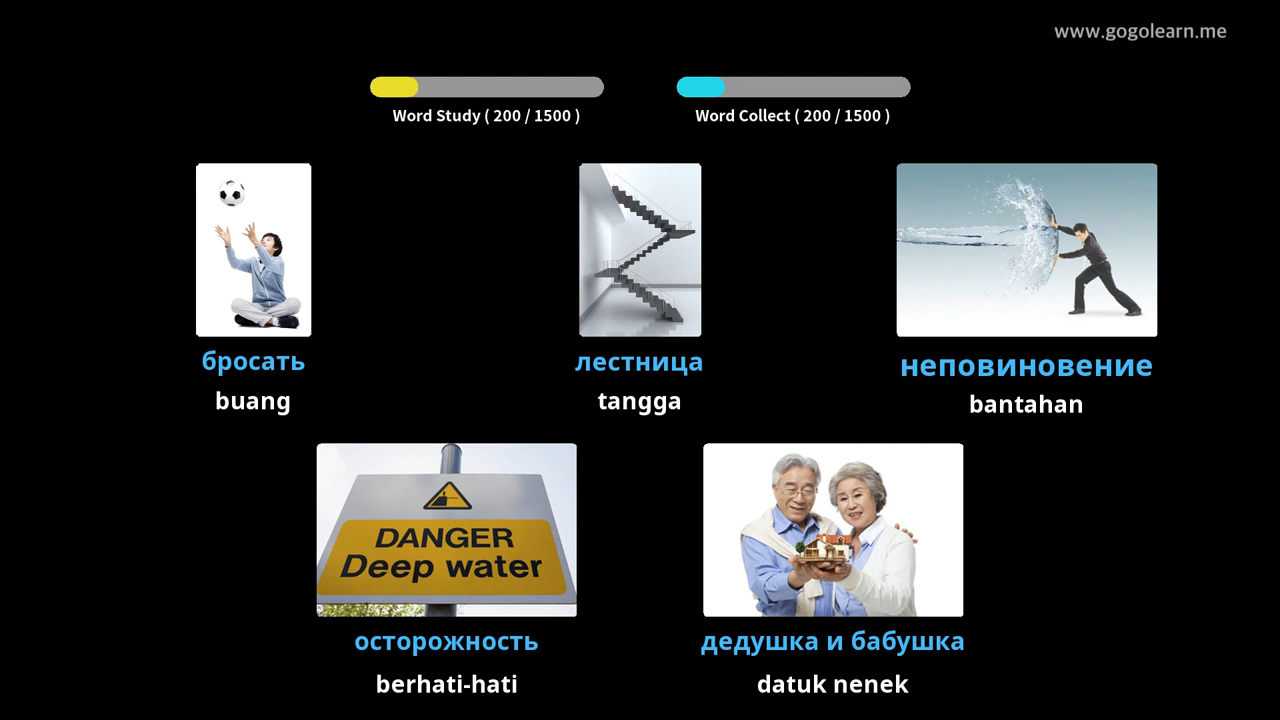 www.gogolearn.me
Word Study ( 200 / 1500 )
Word Collect ( 200 / 1500 )
бросать
buang
лестница
tangga
неповиновение
bantahan
DANGER
Deep water
осторожность
berhati-hati
дедушка и бабушка
datuk nenek